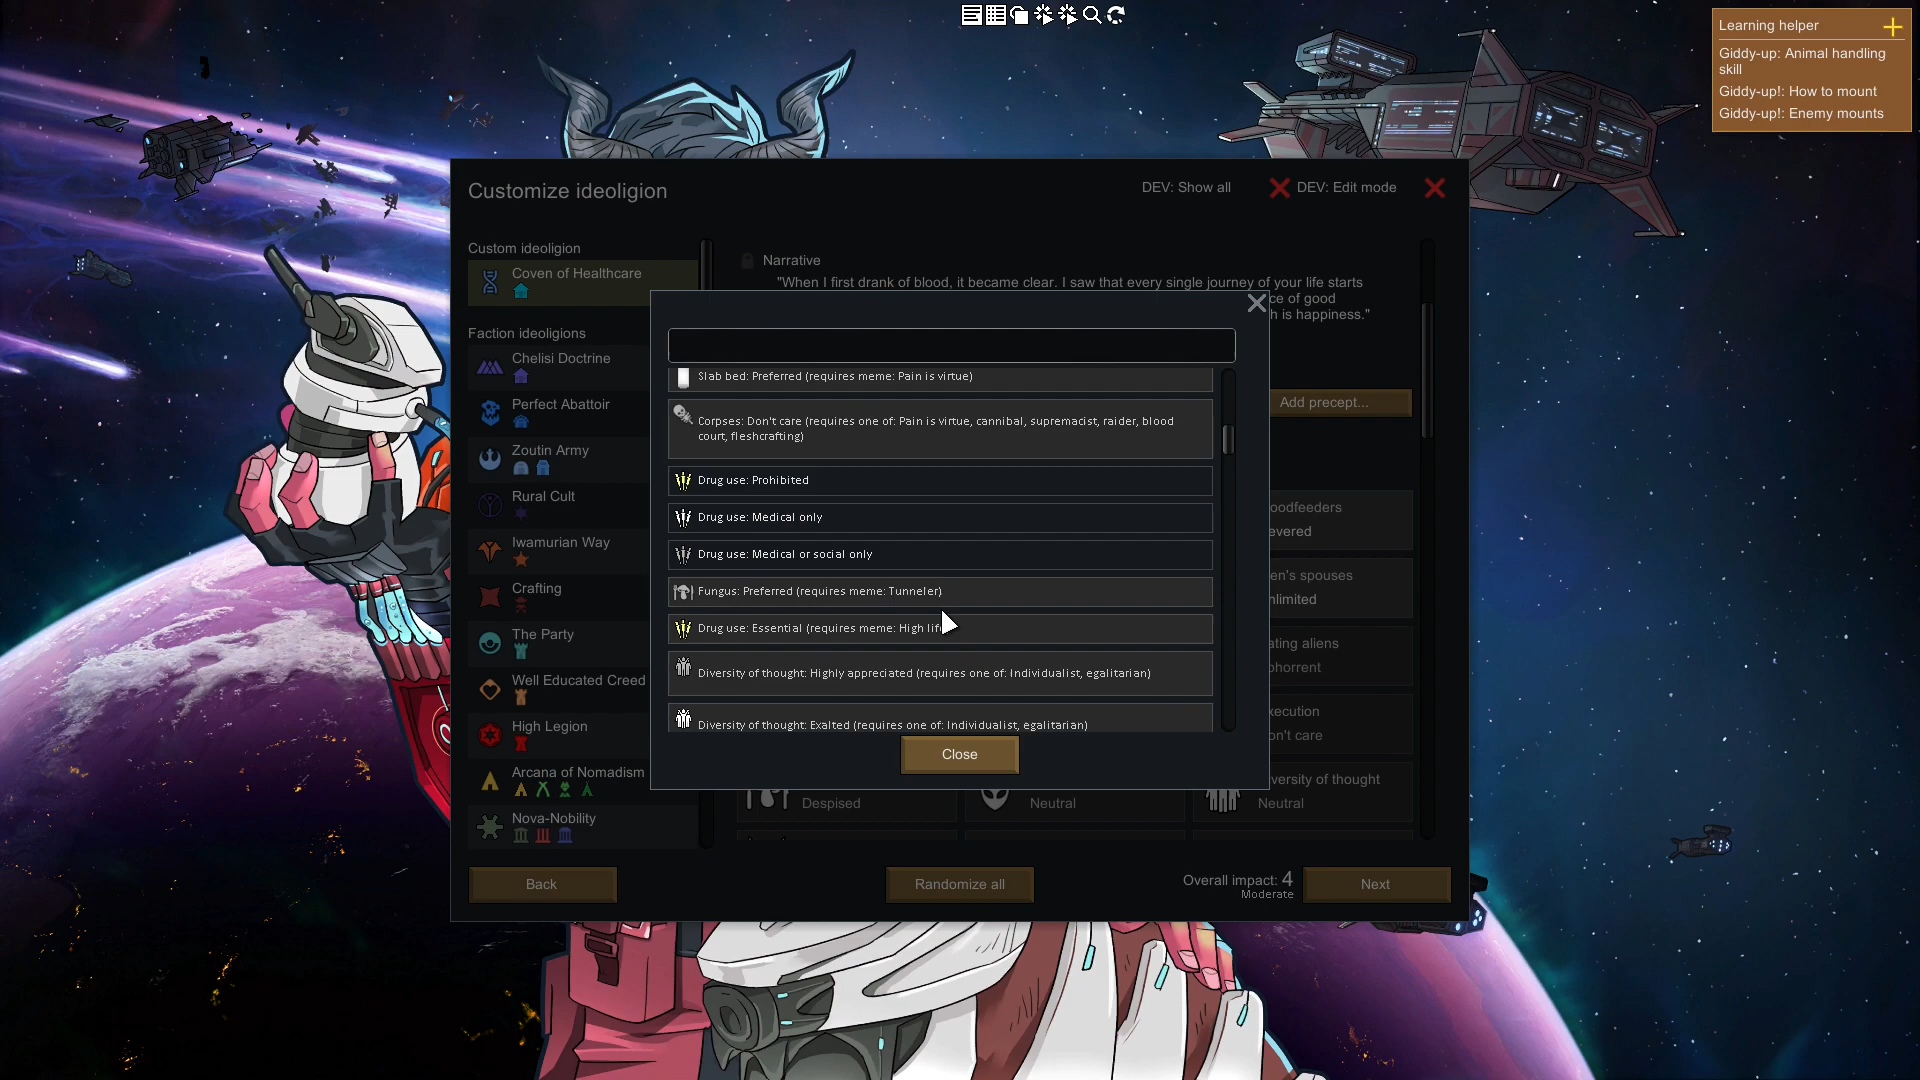 Learning helper
Giddy-up: Animal handling
skill
Giddy-up!: How to mount
Giddy-up!: Enemy mounts
Customize ideoligion
DEV: Show all
DEV: Edit mode
Custom ideoligion
Coven of Healthcare
Faction ideoligions
Chelisi Doctrine
Perfect Abattoir
Zoutin Army
Rural Cult
Iwamurian Way
Crafting
The Party
Well Educated Creed
High Legion
Arcana of Nomadism
Nova-Nobility
Narrative
"When I first drank of blood, it became clear. I saw that every single journey of your life starts
ce of good
is happiness."
Add precept...
Slab bed: Preferred (requires meme: Pain is virtue)
Corpses: Don't care (requires one of: Pain is virtue, cannibal, supremacist, raider, blood
court, fleshcrafting)
Drug use: Prohibited
Drug use: Medical only
Drug use: Medical or social only
Fungus: Preferred (requires meme: Tunneler)
Drug use: Essential (requires meme: High lif
Diversity of thought: Highly appreciated (requires one of: Individualist, egalitarian)
Diversity of thought: Exalted (requires one of: Individualist, egalitarian)
Close
oodfeeders
evered
en's spouses
nlimited
ating aliens
bhorrent
xecution
on't care
versity of thought
Neutral
Despised
Neutral
Back
Randomize all
Overall impact: 4
Moderate
Next